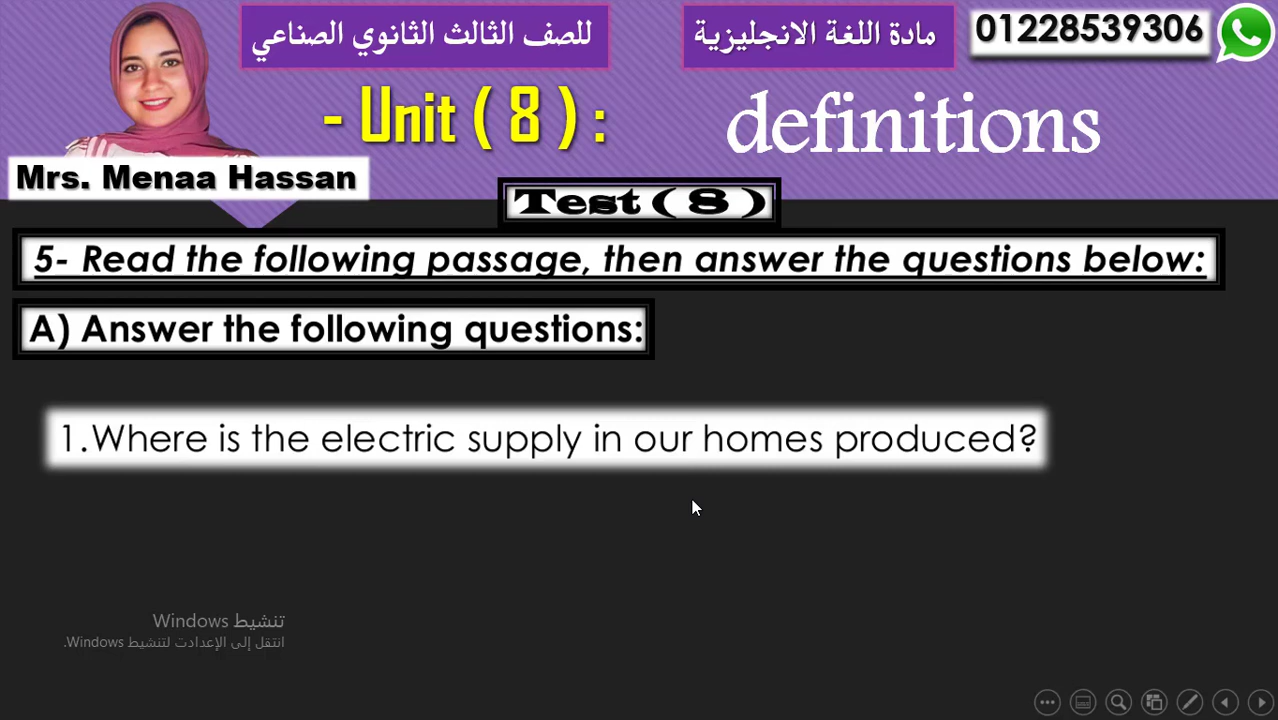 للصف الثالث الثانوي الصناعي
مادة اللغة الانجليزية
01228539306
- Unit ( 8 ) :
definitions
Mrs. Menaa Hassan
Test ( 8 )
5- Read the following passage, then answer the questions below:
A) Answer the following questions:
1.Where is the electric supply in our homes produced?
تنشيط Windows
انتقل إلى الإعدادت لتنشيط Windows.